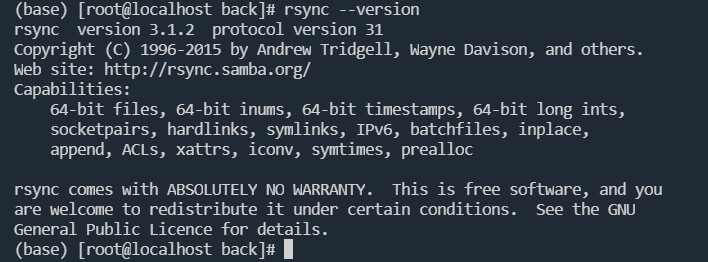 (base) [root@localhost back]# rsync --version
rsync  version 3.1.2  protocol version 31
Copyright (C) 1996-2015 by Andrew Tridgell, Wayne Davison, and others.
Web site: http://rsync.samba.org/
Capabilities:
    64-bit files, 64-bit inums, 64-bit timestamps, 64-bit long ints,
    socketpairs, hardlinks, symlinks, IPv6, batchfiles, inplace,
    append, ACLs, xattrs, iconv, symtimes, prealloc

rsync comes with ABSOLUTELY NO WARRANTY.  This is free software, and you
are welcome to redistribute it under certain conditions.  See the GNU
General Public Licence for details.
(base) [root@localhost back]#